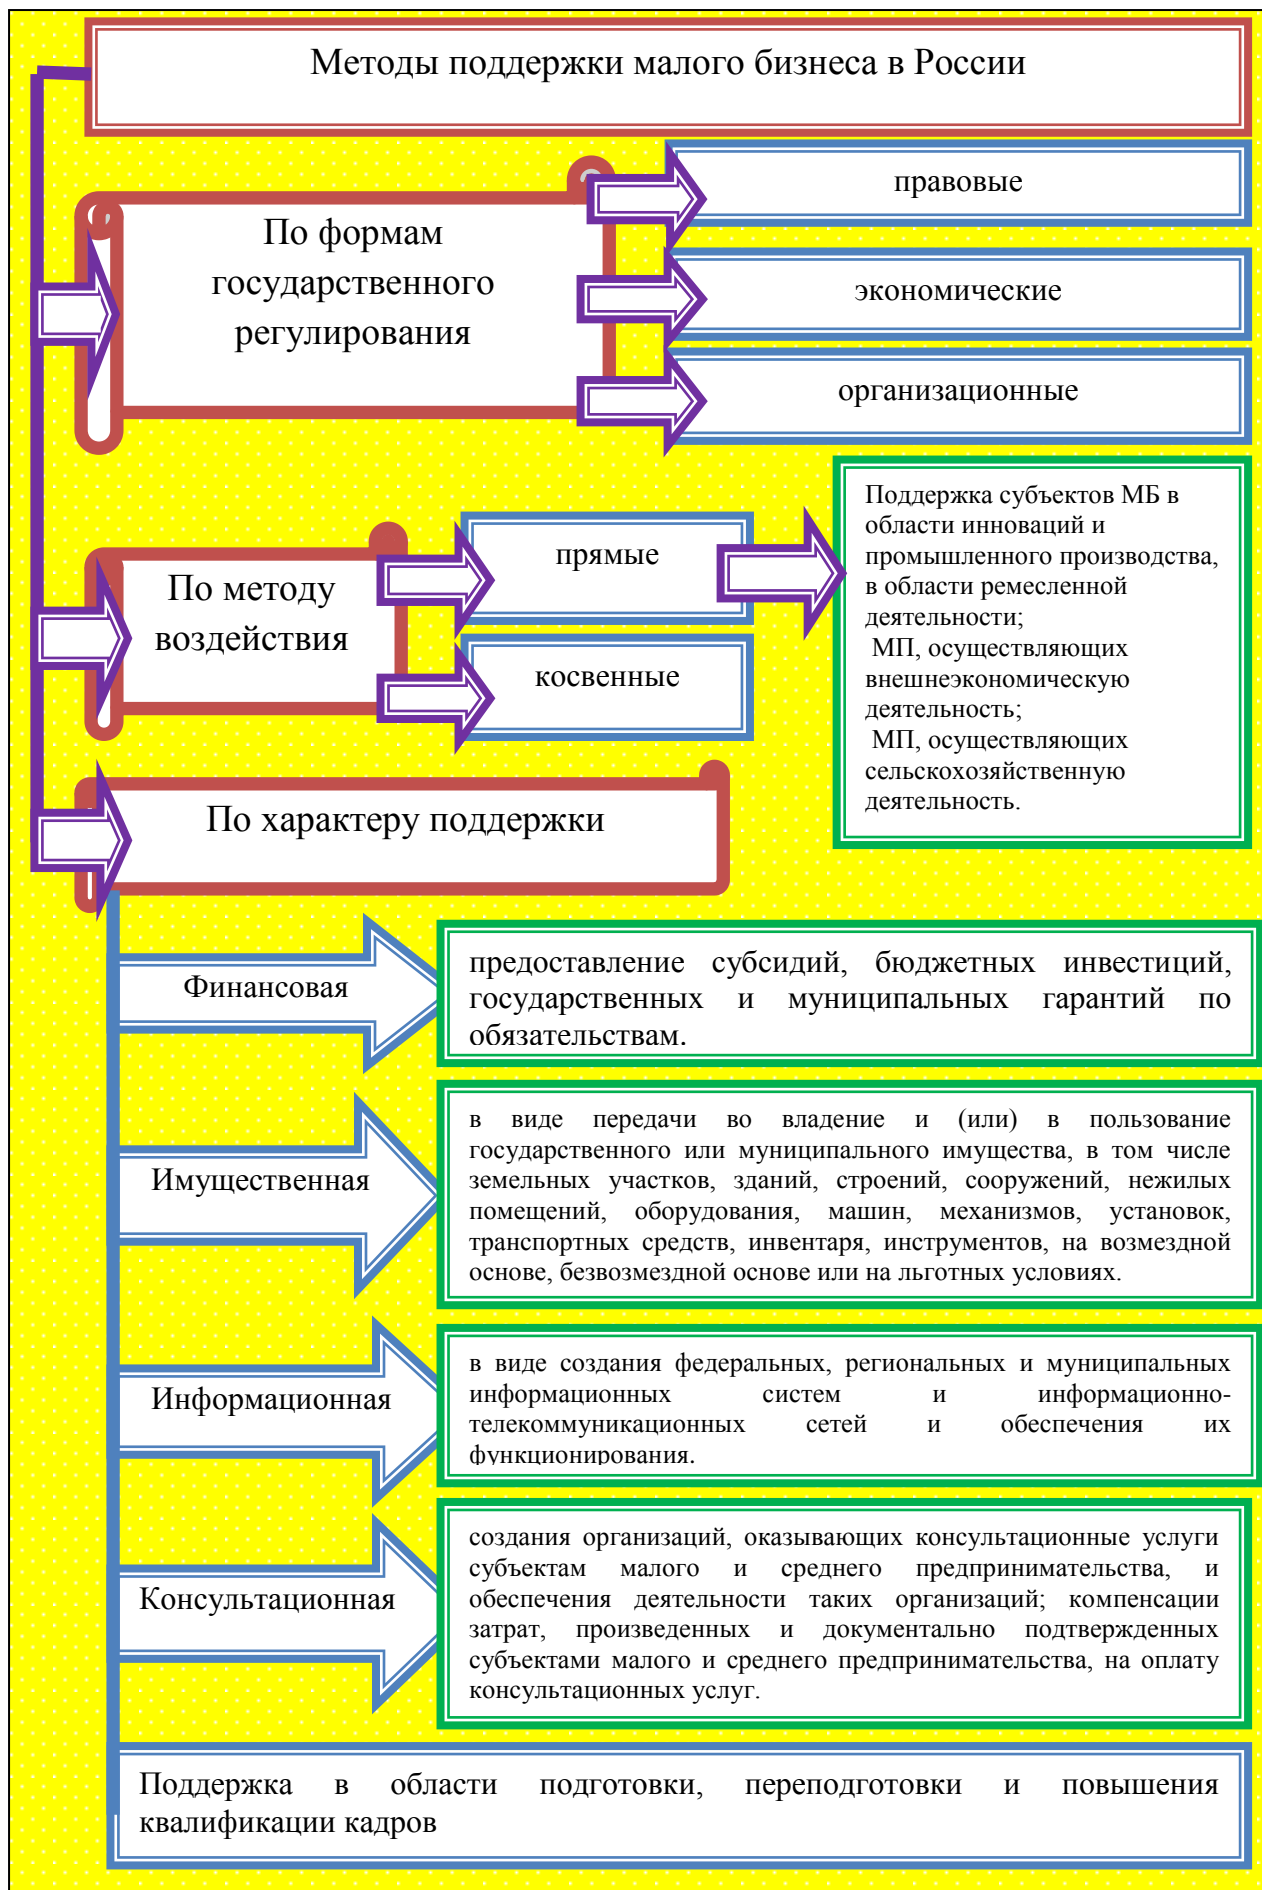 Методы поддержки малого бизнеса в России
По формам
государственного
регулирования
правовые
экономические
организационные
По методу
воздействия
прямые
косвенные
Поддержка субъектов МБ в
области инноваций и
промышленного производства,
в области ремесленной
деятельности;
МП, осуществляющих
внешнеэкономическую
деятельность;
МП, осуществляющих
сельскохозяйственную
деятельность.
По характеру поддержки
Финансовая
предоставление субсидий, бюджетных инвестиций,
государственных и муниципальных гарантий по
обязательствам.
Имущественная
в виде передачи во владение и (или) в пользование
государственного или муниципального имущества, в том числе
земельных участков, зданий, строений, сооружений, нежилых
помещений, оборудования, машин, механизмов, установок,
транспортных средств, инвентаря, инструментов, на возмездной
основе, безвозмездной основе или на льготных условиях.
Информационная
в виде создания федеральных, региональных и муниципальных
информационных систем и информационно-
телекоммуникационных сетей и обеспечения их
функционирования.
Консультационная
создания организаций, оказывающих консультационные услуги
субъектам малого и среднего предпринимательства, и
обеспечения деятельности таких организаций; компенсации
затрат, произведенных и документально подтвержденных
субъектами малого и среднего предпринимательства, на оплату
консультационных услуг.
Поддержка в области подготовки, переподготовки и повышения
квалификации кадров